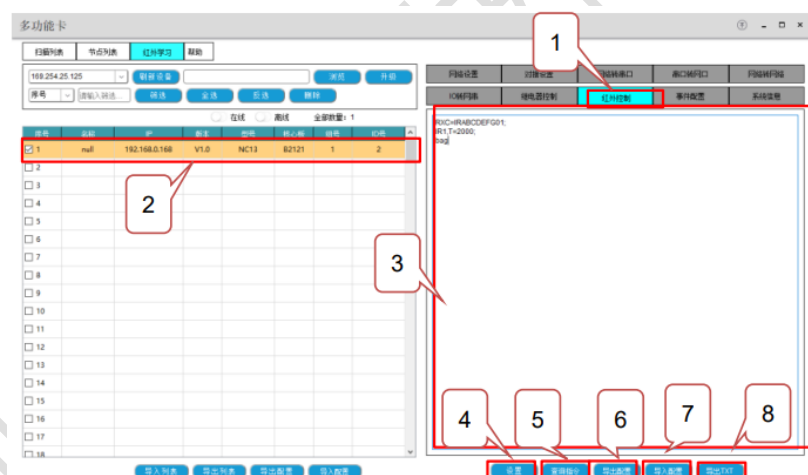 多功能卡
扫描列表 节点列表 红外学习 帮助
169.254.25.125 刷新设备 浏览 升级
序号 请输入筛选... 筛选 全选 反选 删除
在线 离线 全部数量: 1
序号 名称 IP 版本 型号 核心板 组号 ID号
1 null 192.168.0.168 V1.0 NC13 B2121 1 2
2
3
4
5
6
7
8
9
10
11
12
13
14
15
16
17
18
导入列表 导出列表 导出配置 导入配置
网络设置 对接设置 网络转串口 串口转网口 网络转网络
IO转网络 继电器控制 红外控制 事件配置 系统信息
RXC=IRABCDEFG01;
IR1,T=2000;
bag
设置 导出配置 导入配置 导出TXT
1
2
3
4
5
6
7
8